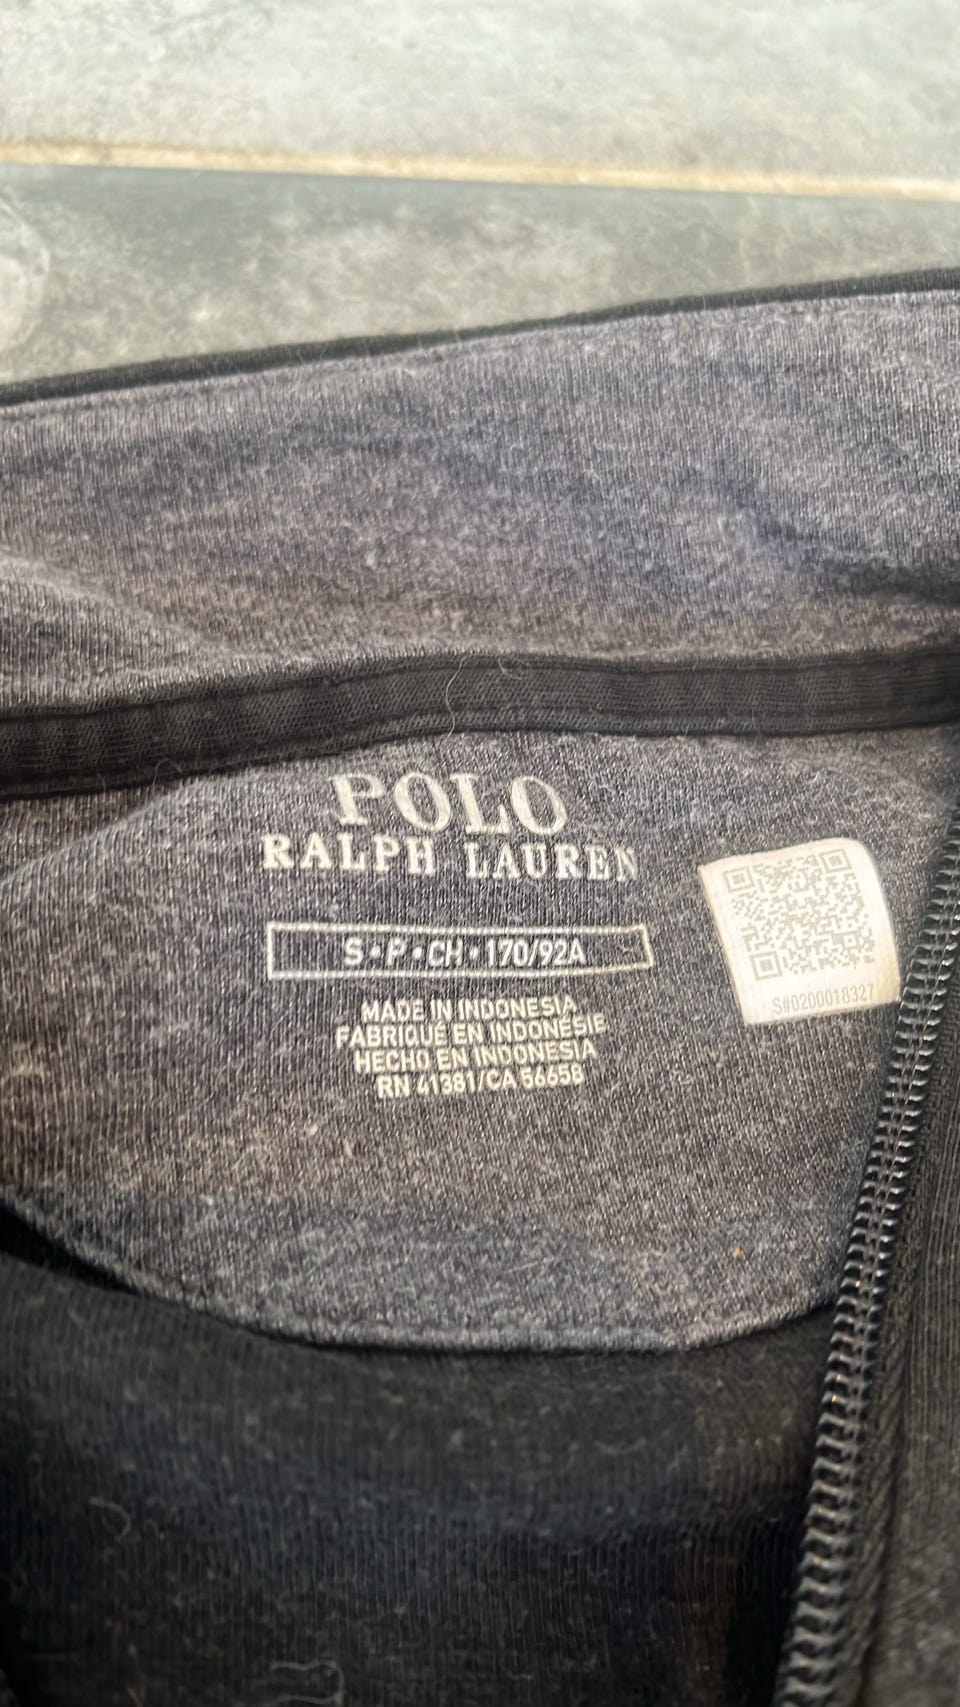 POLO
RALPH LAUREN
S•P•CH•170/92A
MADE IN INDONESIA
FABRIQUÉ EN INDONÉSIE
HECHO EN INDONESIA
RN 41381/CA 56658
S#0200018327